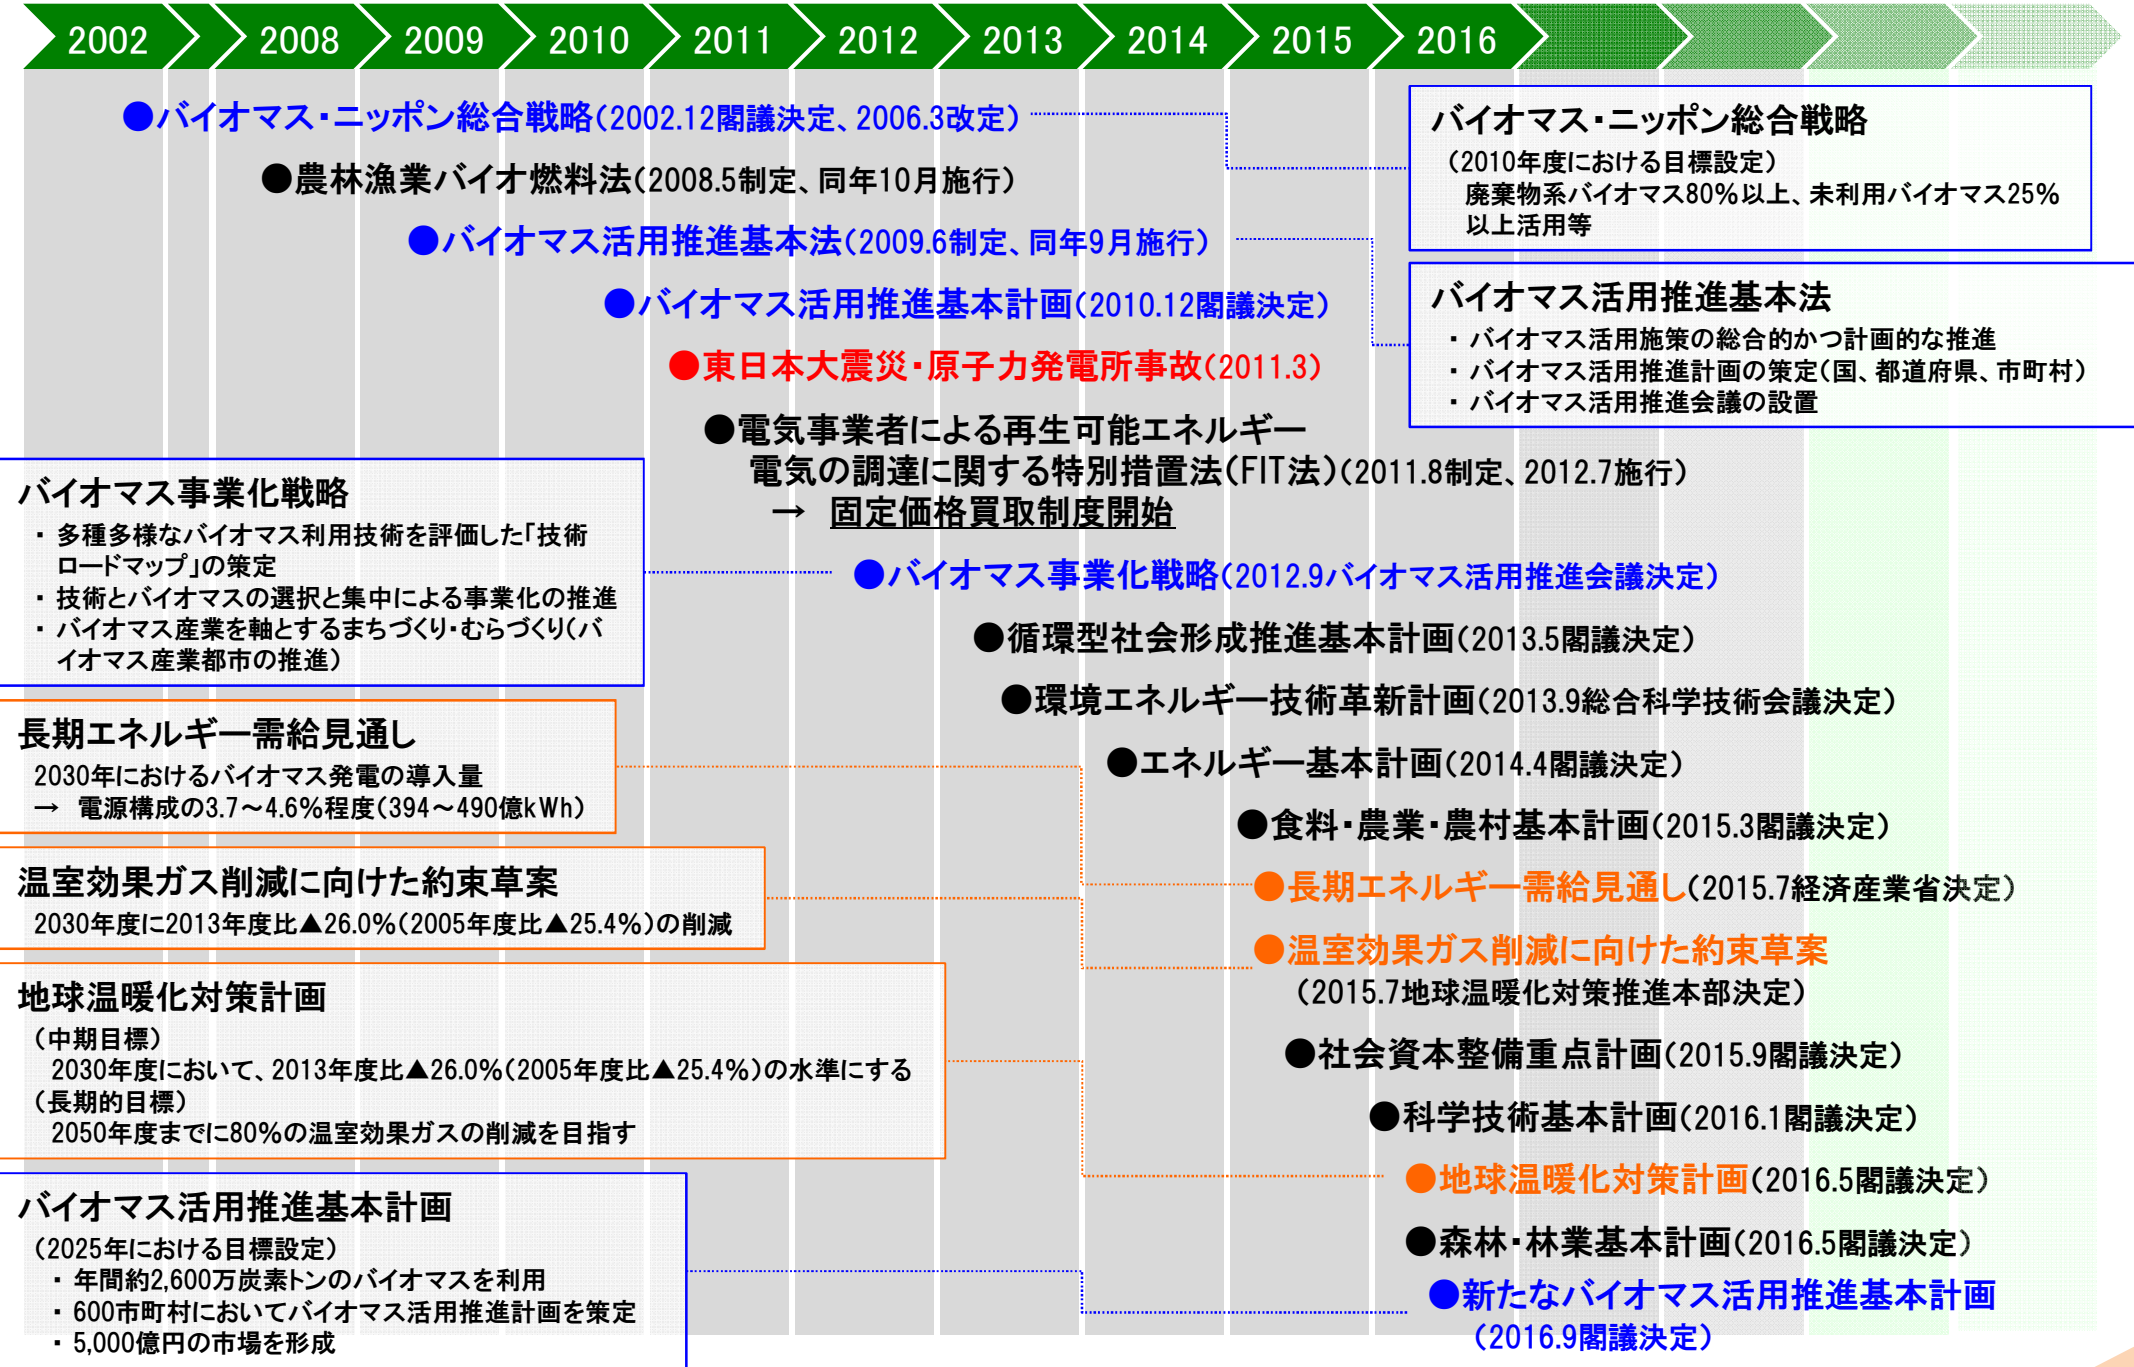 2002 2008 2009 2010 2011 2012 2013 2014 2015 2016
●バイオマス・ニッポン総合戦略(2002.12閣議決定、2006.3改定)
●農林漁業バイオ燃料法(2008.5制定、同年10月施行)
●バイオマス活用推進基本法(2009.6制定、同年9月施行)
●バイオマス活用推進基本計画(2010.12閣議決定)
●東日本大震災・原子力発電所事故(2011.3)
●電気事業者による再生可能エネルギー
電気の調達に関する特別措置法(FIT法)(2011.8制定、2012.7施行)
→ 固定価格買取制度開始
●バイオマス事業化戦略(2012.9バイオマス活用推進会議決定)
●循環型社会形成推進基本計画(2013.5閣議決定)
●環境エネルギー技術革新計画(2013.9総合科学技術会議決定)
●エネルギー基本計画(2014.4閣議決定)
●食料・農業・農村基本計画(2015.3閣議決定)
●長期エネルギー需給見通し(2015.7経済産業省決定)
●温室効果ガス削減に向けた約束草案
(2015.7地球温暖化対策推進本部決定)
●社会資本整備重点計画(2015.9閣議決定)
●科学技術基本計画(2016.1閣議決定)
●地球温暖化対策計画(2016.5閣議決定)
●森林・林業基本計画(2016.5閣議決定)
●新たなバイオマス活用推進基本計画
(2016.9閣議決定)
バイオマス・ニッポン総合戦略
(2010年度における目標設定)
廃棄物系バイオマス80%以上、未利用バイオマス25%
以上活用等
バイオマス活用推進基本法
・ バイオマス活用施策の総合的かつ計画的な推進
・ バイオマス活用推進計画の策定(国、都道府県、市町村)
・ バイオマス活用推進会議の設置
バイオマス事業化戦略
・ 多種多様なバイオマス利用技術を評価した「技術
ロードマップ」の策定
・ 技術とバイオマスの選択と集中による事業化の推進
・ バイオマス産業を軸とするまちづくり・むらづくり(バ
イオマス産業都市の推進)
長期エネルギー需給見通し
2030年におけるバイオマス発電の導入量
→ 電源構成の3.7～4.6%程度(394～490億kWh)
温室効果ガス削減に向けた約束草案
2030年度に2013年度比▲26.0%(2005年度比▲25.4%)の削減
地球温暖化対策計画
(中期目標)
2030年度において、2013年度比▲26.0%(2005年度比▲25.4%)の水準にする
(長期的目標)
2050年度までに80%の温室効果ガスの削減を目指す
バイオマス活用推進基本計画
(2025年における目標設定)
・ 年間約2,600万炭素トンのバイオマスを利用
・ 600市町村においてバイオマス活用推進計画を策定
・ 5,000億円の市場を形成